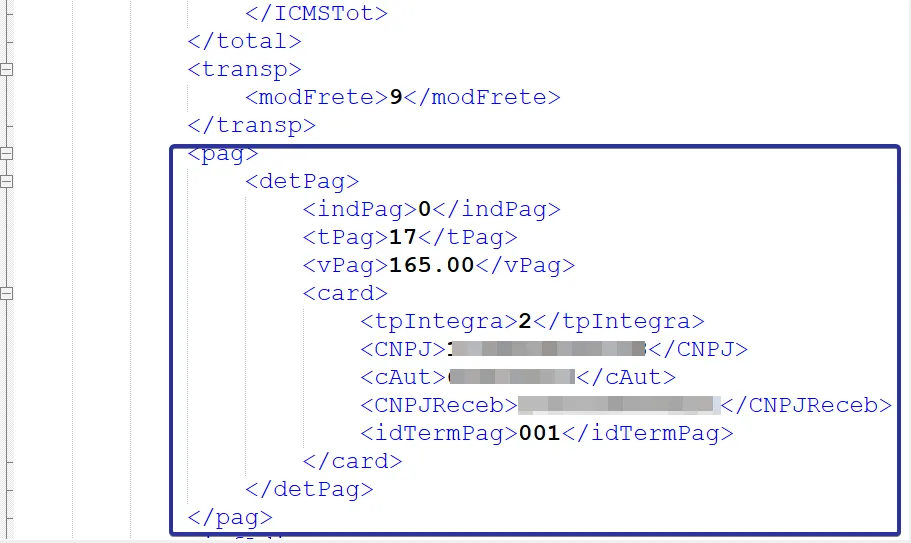 </ICMSTot>
</total>
<transp>
<modFrete>9</modFrete>
</transp>
<pag>
<detPag>
<indPag>0</indPag>
<tPag>17</tPag>
<vPag>165.00</vPag>
<card>
<tpIntegra>2</tpIntegra>
<CNPJ></CNPJ>
<cAut></cAut>
<CNPJReceb></CNPJReceb>
<idTermPag>001</idTermPag>
</card>
</detPag>
</pag>